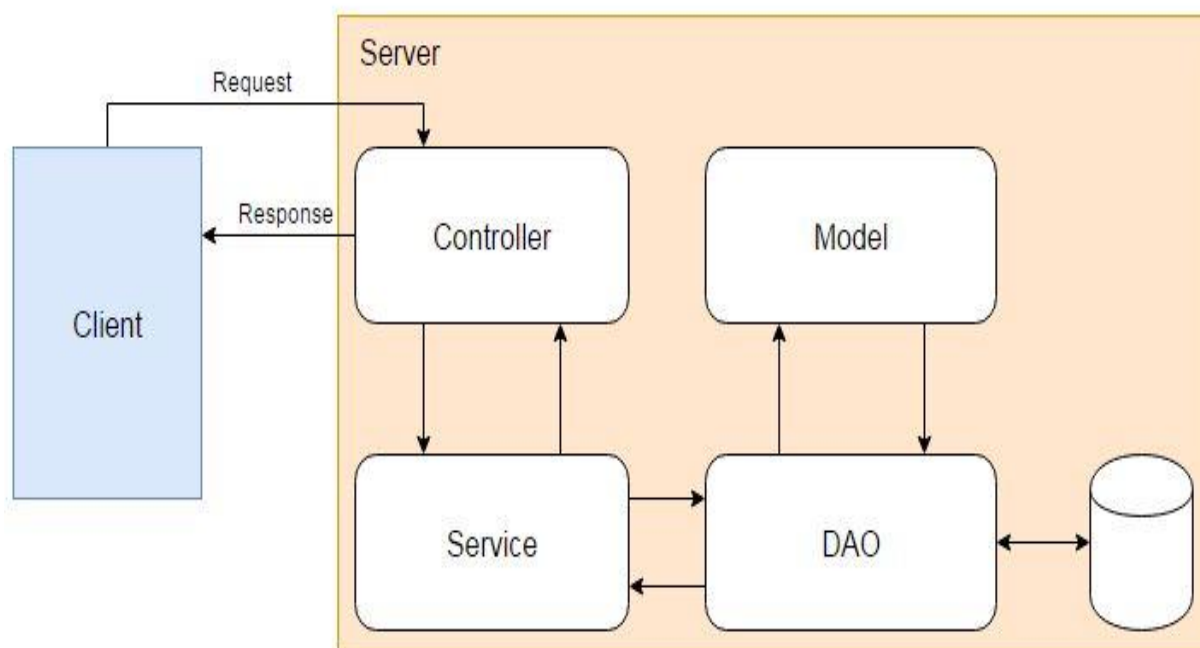 Server
Request
Response
Controller
Model
Client
Service
DAO